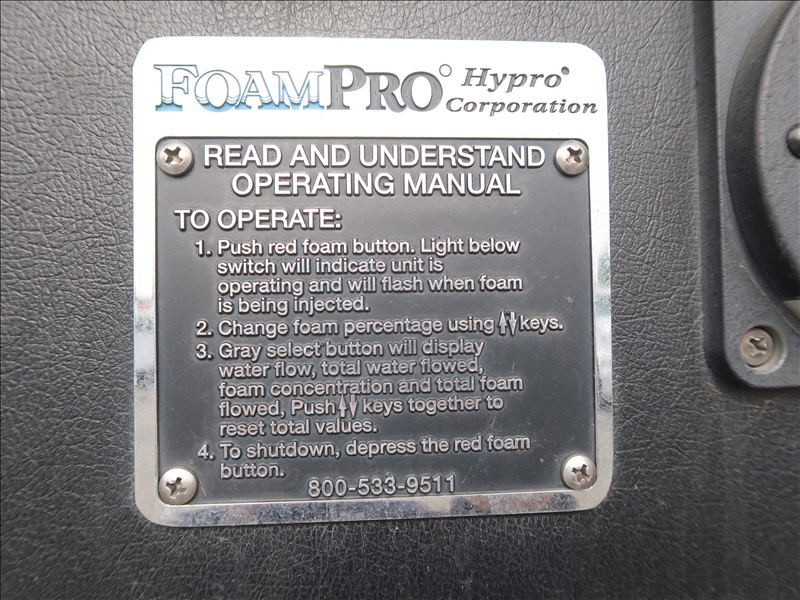 FOAMPRO Hypro
Corporation
READ AND UNDERSTAND
OPERATING MANUAL
TO OPERATE:
1. Push red foam button. Light below
switch will indicate unit is
operating and will flash when foam
is being injected.
2. Change foam percentage using ↑↓ keys.
3. Gray select button will display
water flow, total water flowed,
foam concentration and total foam
flowed, Push ↑↓ keys together to
reset total values.
4. To shutdown, depress the red foam
button.
800-533-9511